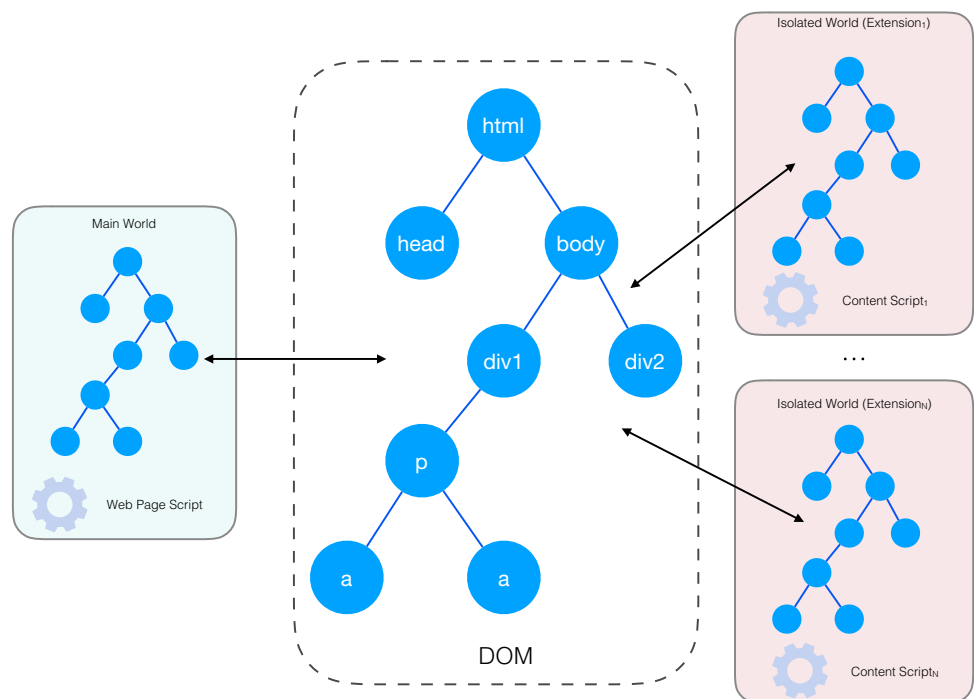 Isolated World (Extension₁)
html
Main World
head
body
Content Script₁
...
div1
div2
Isolated World (Extensionₙ)
p
Web Page Script
a
a
DOM
Content Scriptₙ